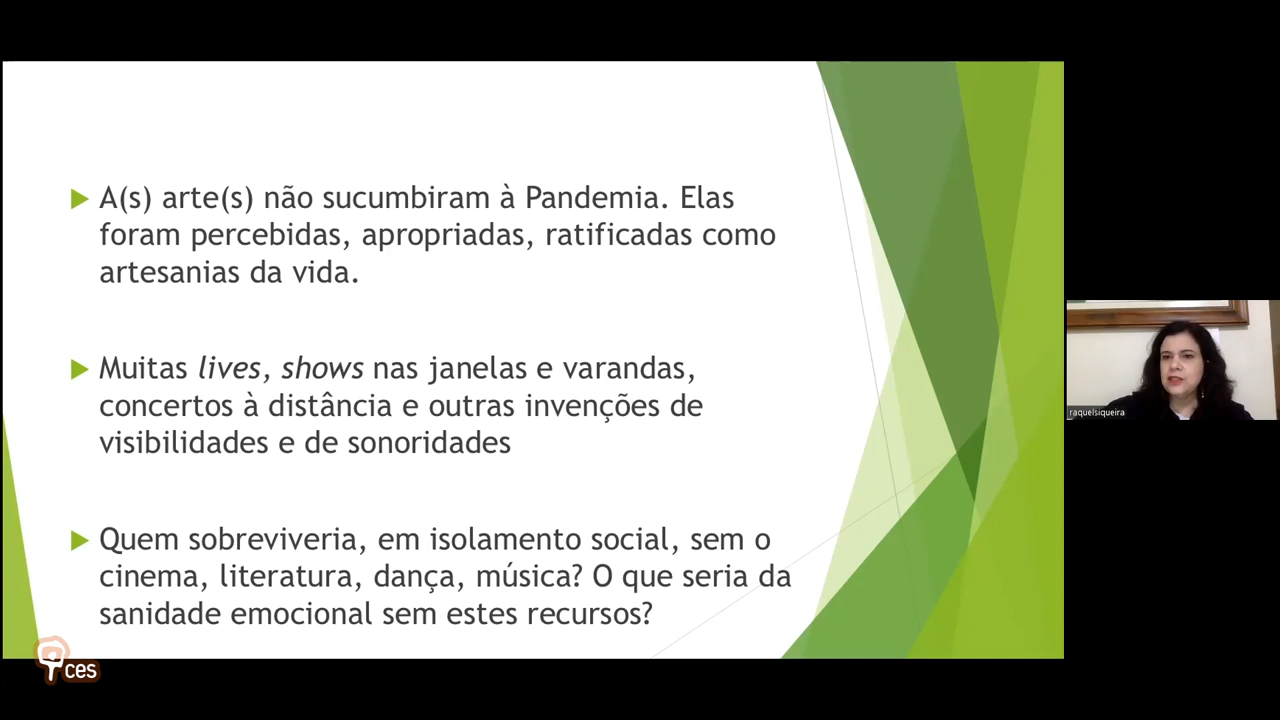 A(s) arte(s) não sucumbiram à Pandemia. Elas
foram percebidas, apropriadas, ratificadas como
artesanias da vida.
Muitas lives, shows nas janelas e varandas,
concertos à distância e outras invenções de
visibilidades e de sonoridades
Quem sobreviveria, em isolamento social, sem o
cinema, literatura, dança, música? O que seria da
sanidade emocional sem estes recursos?
raquelsiqueira
ces